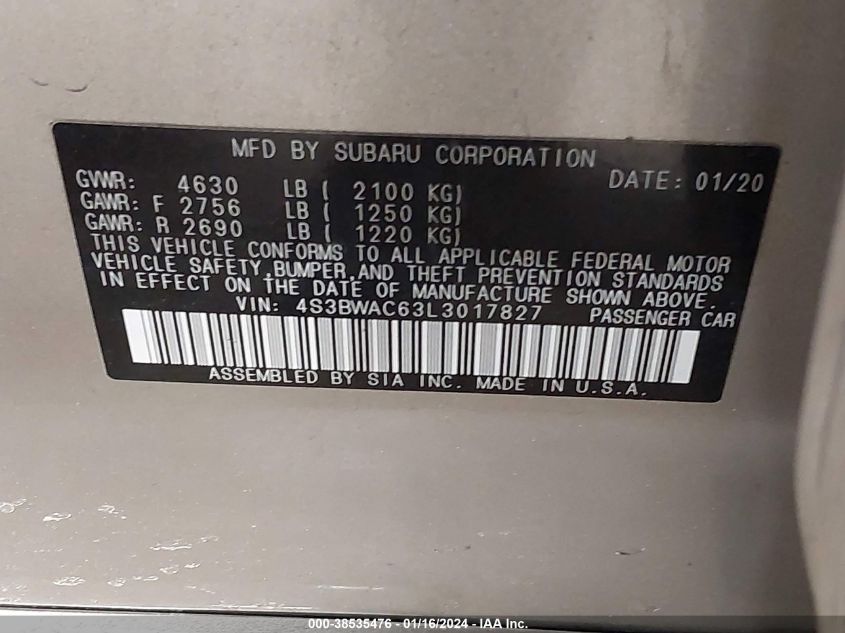 MFD BY SUBARU CORPORATION
DATE: 01/20
GVWR: 4630 LB ( 2100 KG)
GAWR: F 2756 LB ( 1250 KG)
GAWR: R 2690 LB ( 1220 KG)
THIS VEHICLE CONFORMS TO ALL APPLICABLE FEDERAL MOTOR
VEHICLE SAFETY,BUMPER,AND THEFT PREVENTION STANDARDS
IN EFFECT ON THE DATE OF MANUFACTURE SHOWN ABOVE.
VIN: 4S3BWAC63L3017827 PASSENGER CAR
ASSEMBLED BY SIA INC. MADE IN U.S.A.
000-38535476 - 01/16/2024 - IAA Inc.